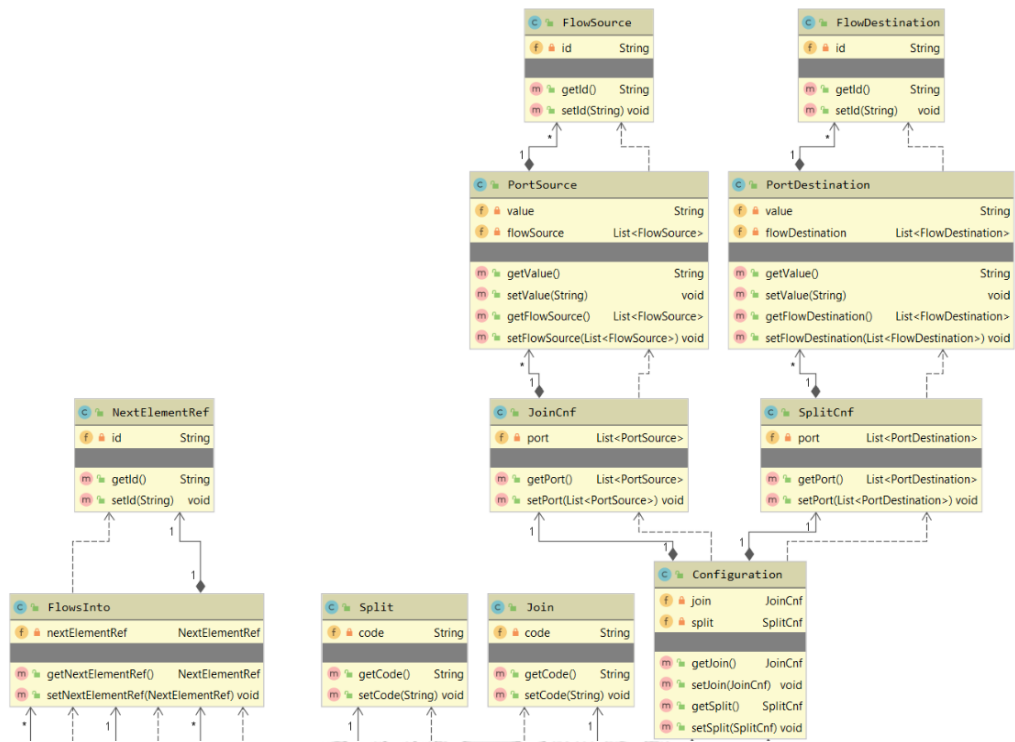 FlowSource
id String
getId() String
setId(String) void
FlowDestination
id String
getId() String
setId(String) void
* 1
* 1
PortSource
value String
flowSource List<FlowSource>
getValue() String
setValue(String) void
getFlowSource() List<FlowSource>
setFlowSource(List<FlowSource>) void
PortDestination
value String
flowDestination List<FlowDestination>
getValue() String
setValue(String) void
getFlowDestination() List<FlowDestination>
setFlowDestination(List<FlowDestination>) void
* 1
* 1
NextElementRef
id String
getId() String
setId(String) void
JoinCnf
port List<PortSource>
getPort() List<PortSource>
setPort(List<PortSource>) void
SplitCnf
port List<PortDestination>
getPort() List<PortDestination>
setPort(List<PortDestination>) void
1 1
1 1
1 1
FlowsInto
nextElementRef NextElementRef
getNextElementRef() NextElementRef
setNextElementRef(NextElementRef) void
Split
code String
getCode() String
setCode(String) void
Join
code String
getCode() String
setCode(String) void
Configuration
join JoinCnf
split SplitCnf
getJoin() JoinCnf
setJoin(JoinCnf) void
getSplit() SplitCnf
setSplit(SplitCnf) void
* 1 * 1 1